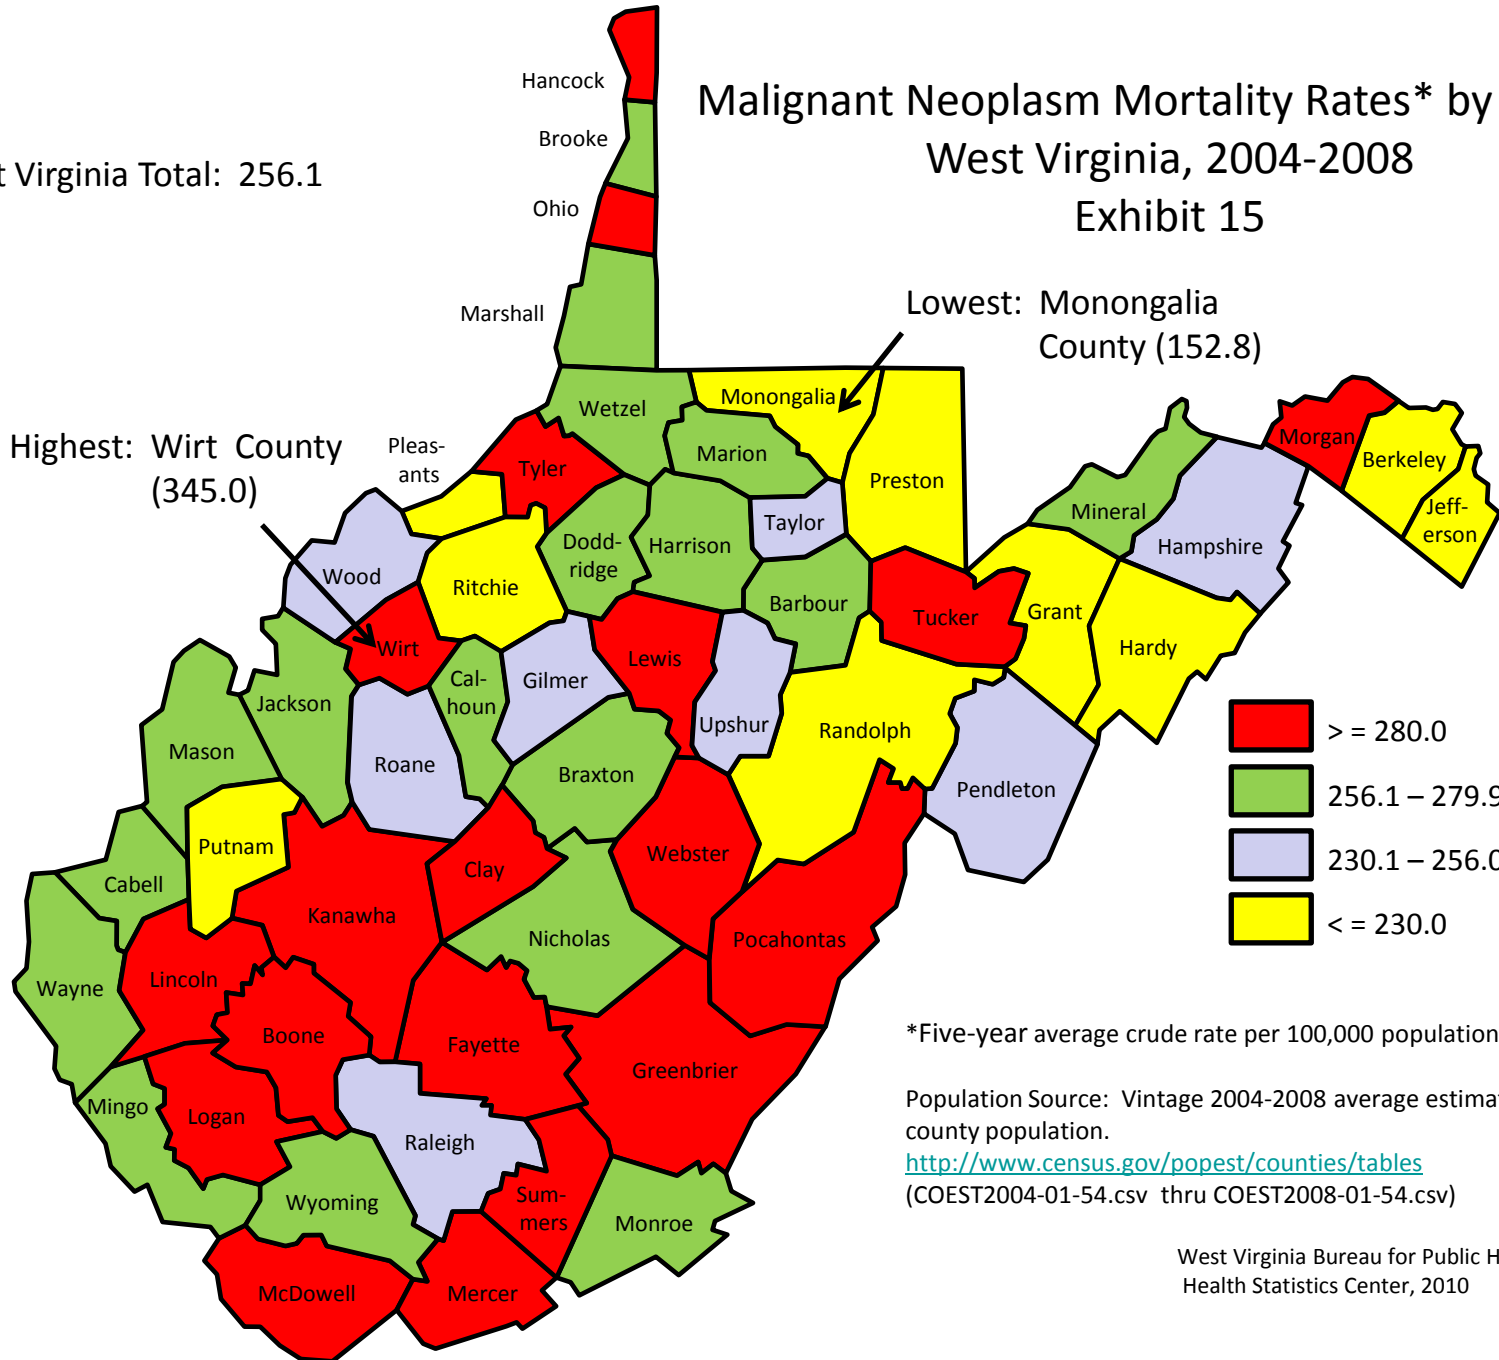 Malignant Neoplasm Mortality Rates* by
West Virginia, 2004-2008
Exhibit 15
t Virginia Total: 256.1
Lowest: Monongalia
County (152.8)
Highest: Wirt County
(345.0)
Hancock
Brooke
Ohio
Marshall
Wetzel
Monongalia
Marion
Preston
Pleas-
ants
Tyler
Taylor
Dodd-
ridge
Harrison
Wood
Ritchie
Barbour
Tucker
Grant
Mineral
Hampshire
Morgan
Berkeley
Jeff-
erson
Hardy
Wirt
Cal-
houn
Gilmer
Lewis
Upshur
Randolph
Pendleton
Jackson
Mason
Roane
Braxton
Putnam
Clay
Webster
Cabell
Kanawha
Nicholas
Pocahontas
Wayne
Lincoln
Boone
Fayette
Greenbrier
Mingo
Logan
Raleigh
Wyoming
Sum-
mers
Monroe
McDowell
Mercer
> = 280.0
256.1 – 279.9
230.1 – 256.0
< = 230.0
*Five-year average crude rate per 100,000 population
Population Source: Vintage 2004-2008 average estimat
county population.
http://www.census.gov/popest/counties/tables
(COEST2004-01-54.csv thru COEST2008-01-54.csv)
West Virginia Bureau for Public H
Health Statistics Center, 2010